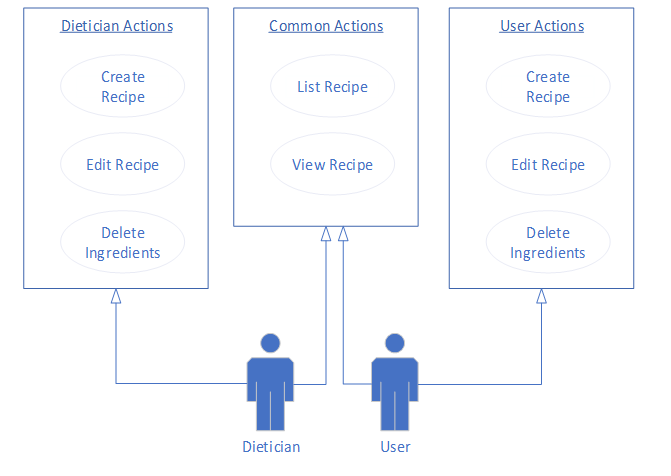 Dietician Actions
Create
Recipe
Edit Recipe
Delete
Ingredients
Common Actions
List Recipe
View Recipe
User Actions
Create
Recipe
Edit Recipe
Delete
Ingredients
Dietician
User